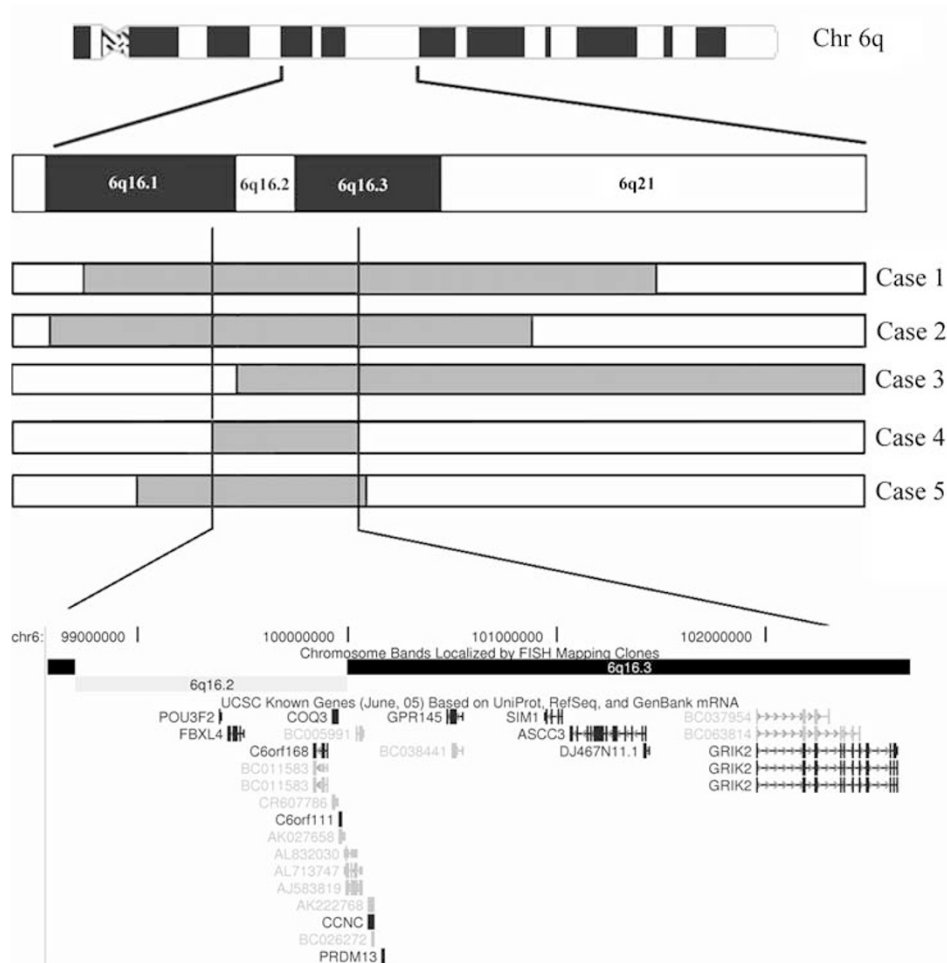 Chr 6q
6q16.1 6q16.2 6q16.3 6q21
Case 1
Case 2
Case 3
Case 4
Case 5
chr6: 99000000 100000000 101000000 102000000
Chromosome Bands Localized by FISH Mapping Clones
6q16.3
6q16.2
UCSC Known Genes (June, 05) Based on UniProt, RefSeq, and GenBank mRNA
POU3F2 COQ3 GPR145 SIM1 BC037954
FBXL4 BC005991 ASCC3 BC063814
C6orf168 BC038441 DJ467N11.1 GRIK2
BC011583 GRIK2
BC011583 GRIK2
CR607786
C6orf111
AK027658
AL832030
AL713747
AJ583819
AK222768
CCNC
BC026272
PRDM13